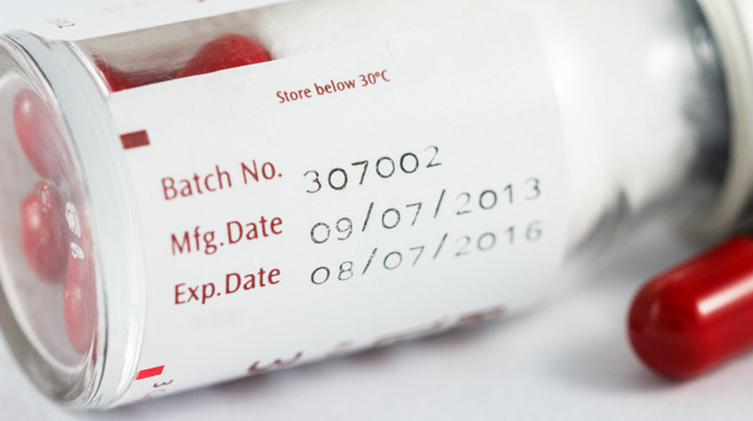 Store below 30°C
Batch No. 307002
Mfg.Date 09/07/2013
Exp.Date 08/07/2016